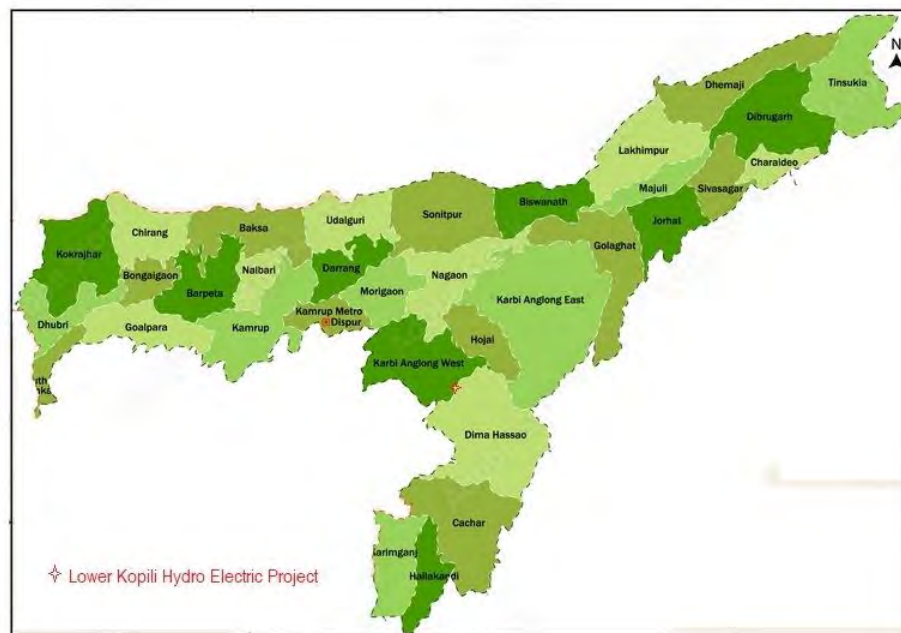 N
Tinsukia
Dhemaji
Dibrugarh
Lakhimpur
Charaideo
Majuli
Sivasagar
Biswanath
Jorhat
Sonitpur
Udalguri
Baksa
Chirang
Golaghat
Kokrajhar
Nalbari
Darrang
Nagaon
Bongaigaon
Barpeta
Morigaon
Karbi Anglong East
Kamrup Metro
Dispur
Dhubri
Goalpara
Kamrup
Hojai
Karbi Anglong West
Dima Hassao
Cachar
arimganj
Hailakandi
Lower Kopili Hydro Electric Project